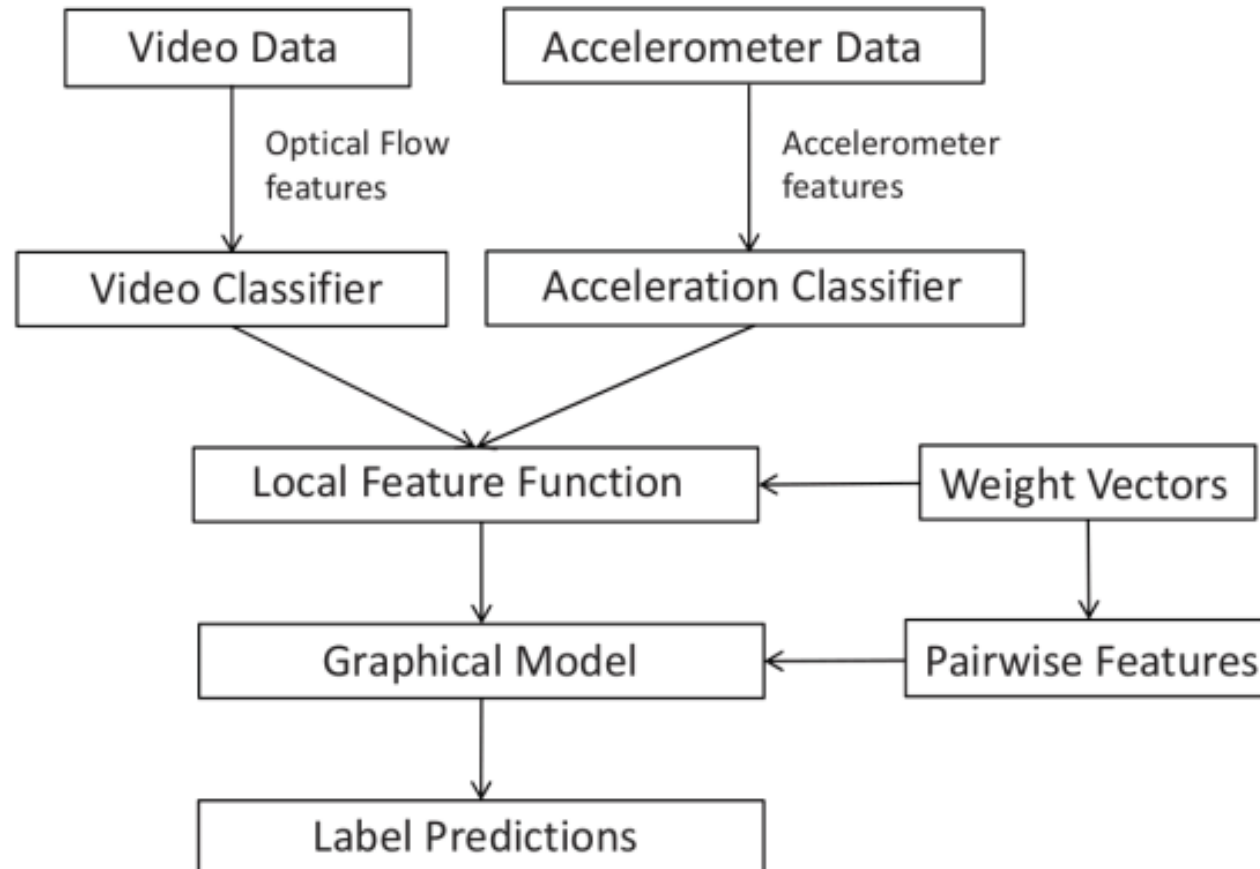 Video Data
Accelerometer Data
Optical Flow
features
Accelerometer
features
Video Classifier
Acceleration Classifier
Local Feature Function
Weight Vectors
Graphical Model
Pairwise Features
Label Predictions